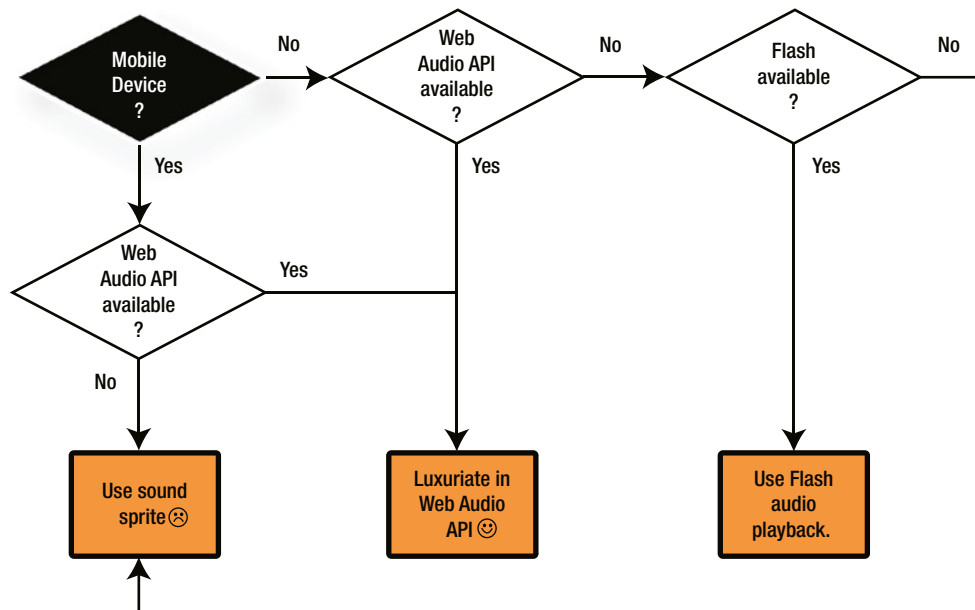 Mobile
Device
?
No
Web
Audio API
available
?
No
Flash
available
?
No
Yes
Yes
Yes
Web
Audio API
available
?
Yes
No
Use sound
sprite☹
Luxuriate in
Web Audio
API ☺
Use Flash
audio
playback.